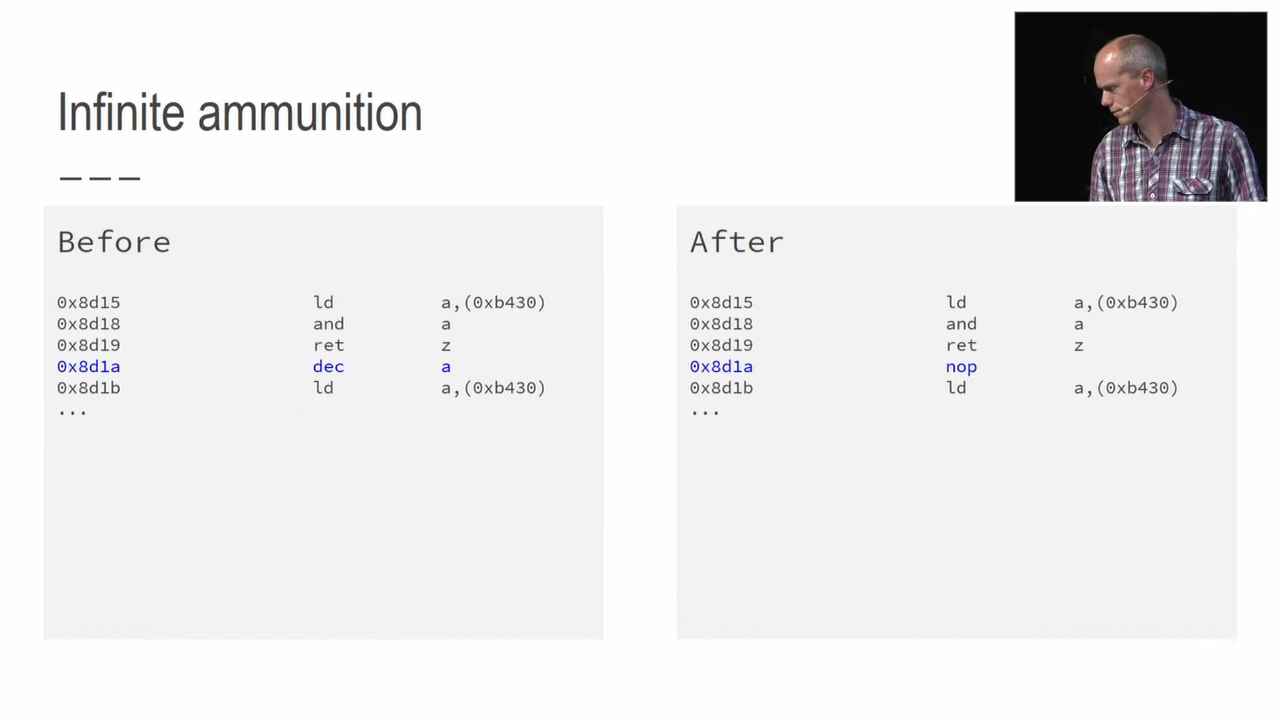 Infinite ammunition
———
Before
0x8d15 ld a,(0xb430)
0x8d18 and a
0x8d19 ret z
0x8d1a dec a
0x8d1b ld a,(0xb430)
...
After
0x8d15 ld a,(0xb430)
0x8d18 and a
0x8d19 ret z
0x8d1a nop
0x8d1b ld a,(0xb430)
...